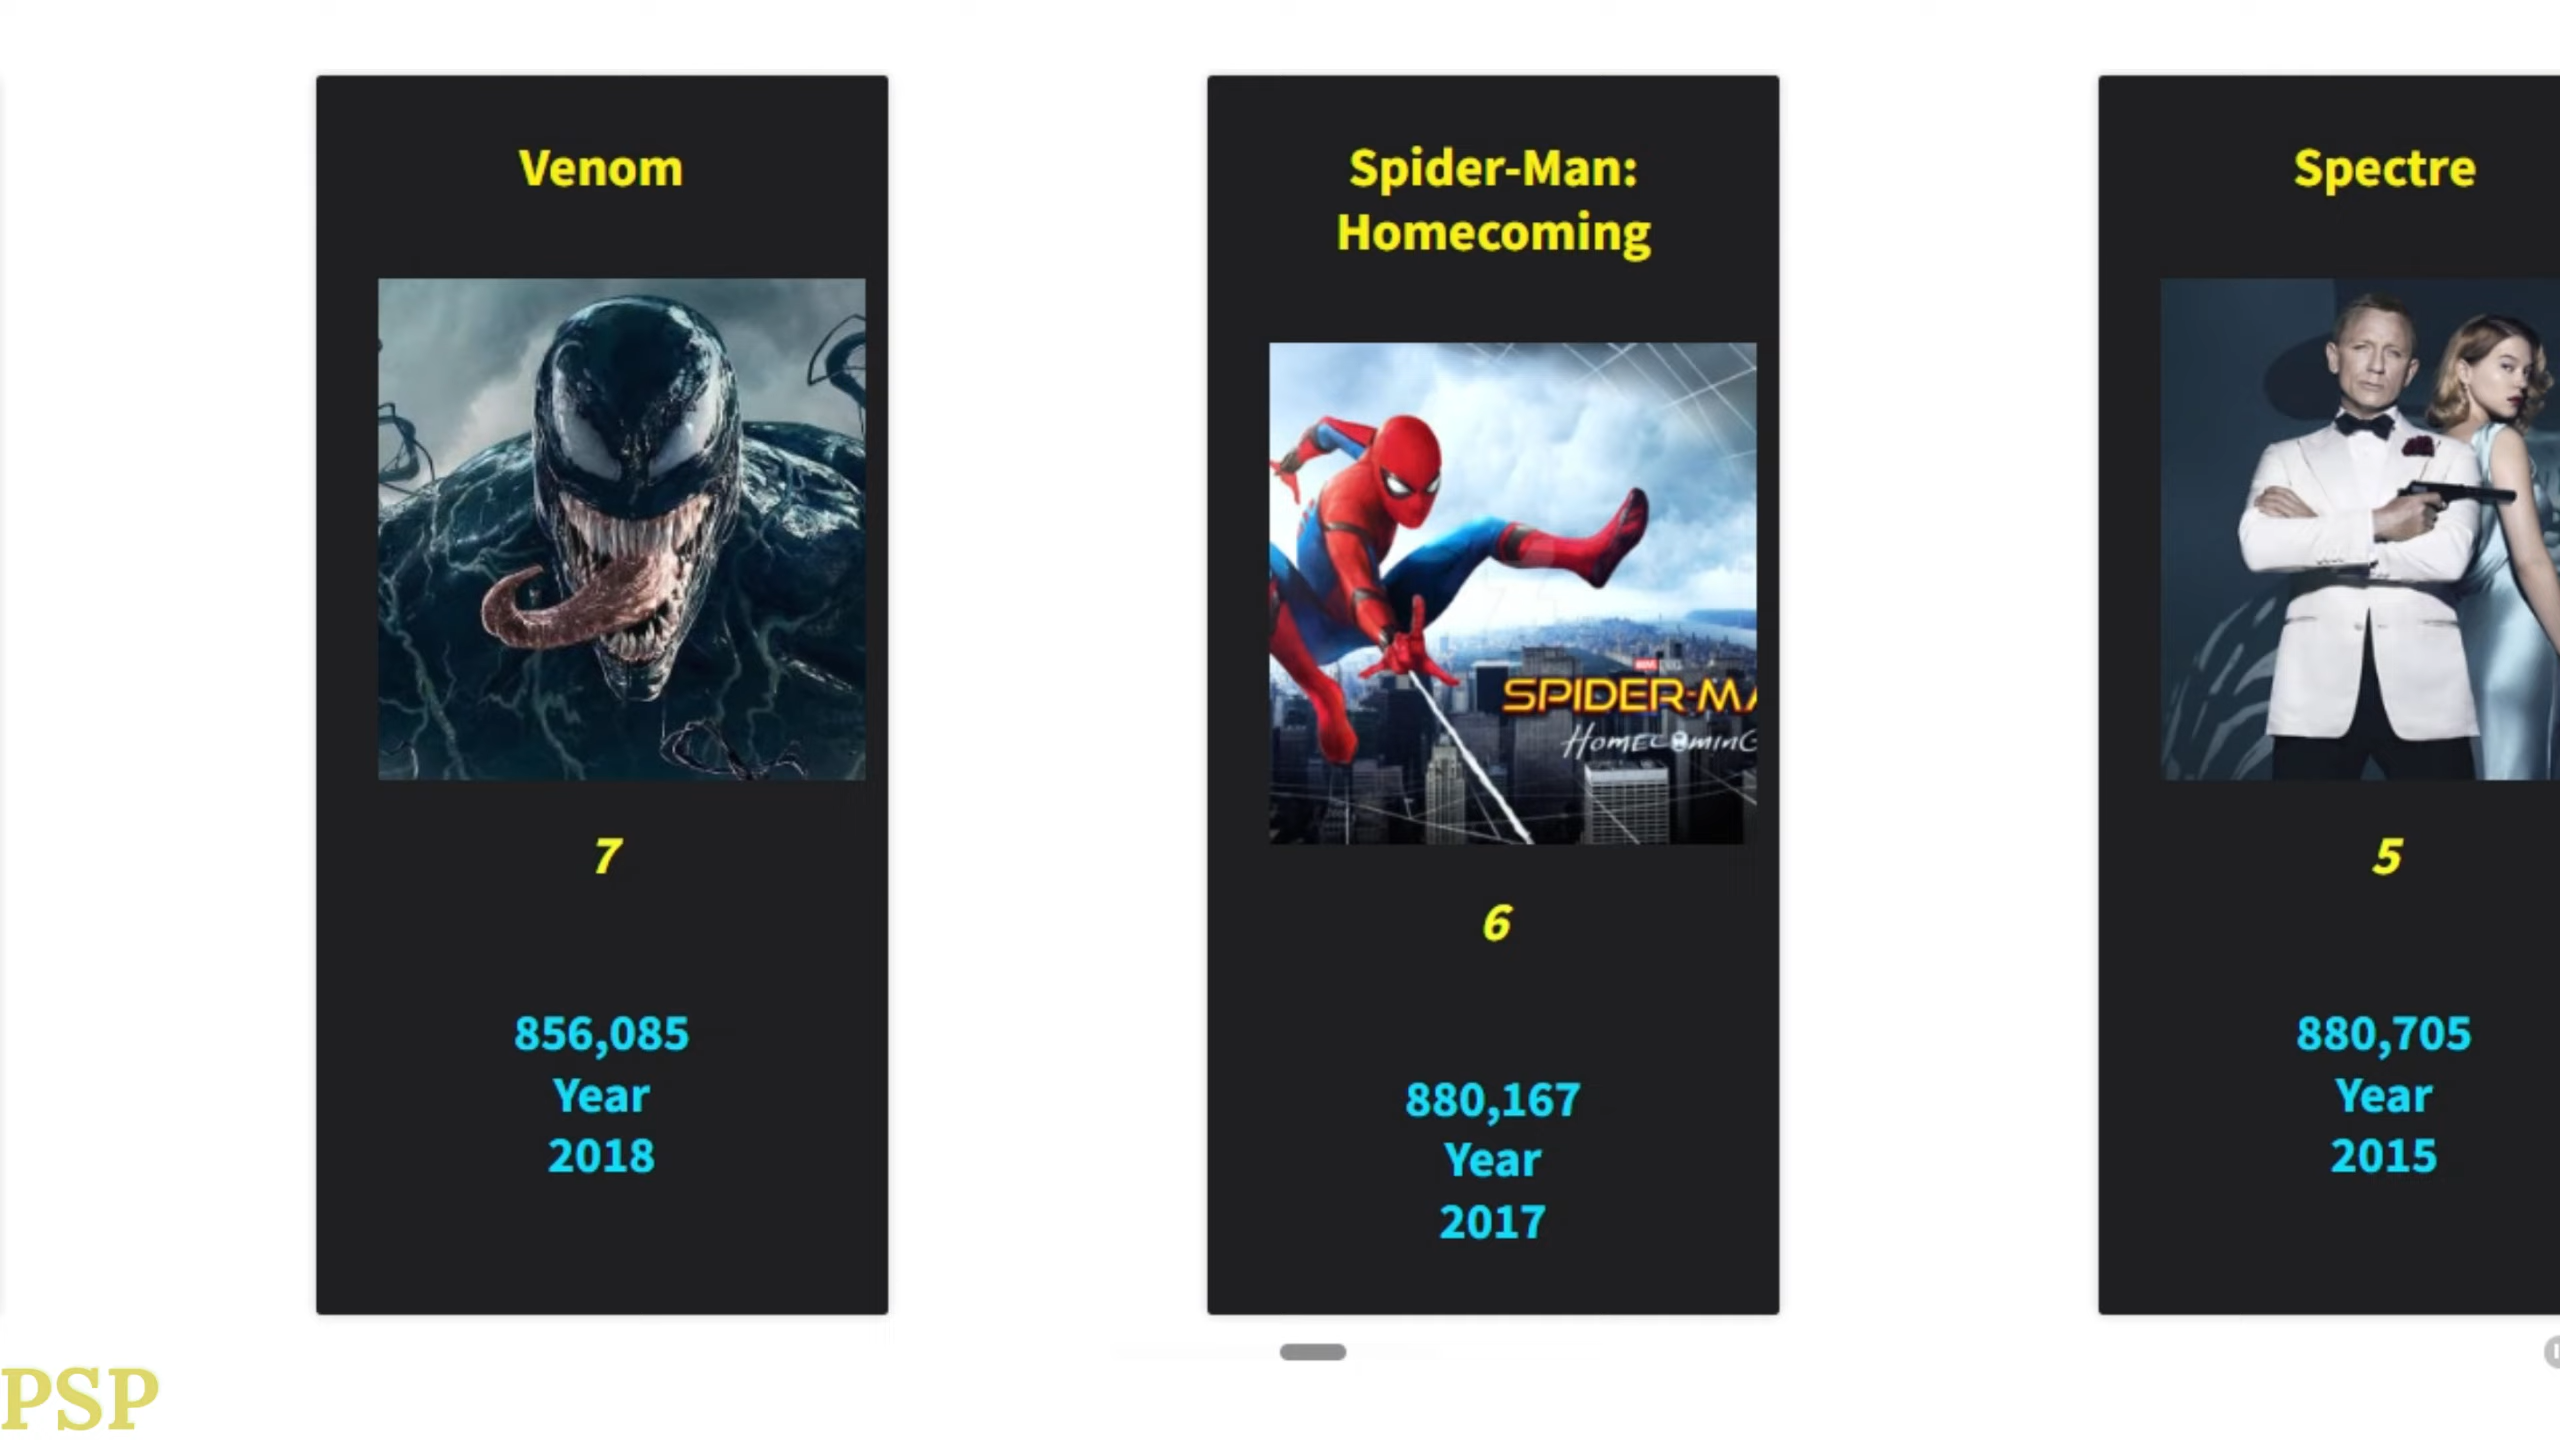 Venom
7
856,085
Year
2018
Spider-Man:
Homecoming
SPIDER-MA
HOMECOMING
6
880,167
Year
2017
Spectre
5
880,705
Year
2015
PSP